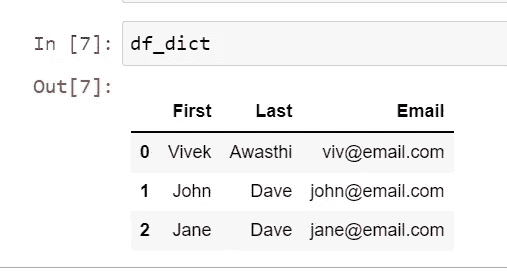 In [7]: df_dict
Out[7]:
First Last Email
0 Vivek Awasthi viv@email.com
1 John Dave john@email.com
2 Jane Dave jane@email.com